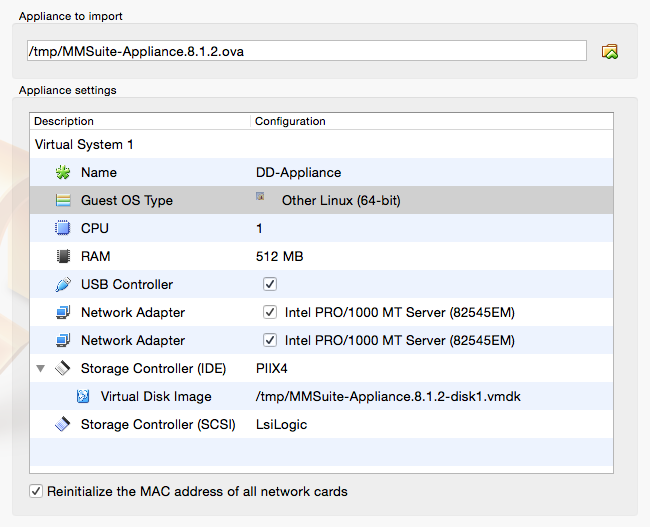 Appliance to import
/tmp/MMSuite-Appliance.8.1.2.ova
Appliance settings
Description Configuration
Virtual System 1
Name DD-Appliance
Guest OS Type Other Linux (64-bit)
CPU 1
RAM 512 MB
USB Controller
Network Adapter Intel PRO/1000 MT Server (82545EM)
Network Adapter Intel PRO/1000 MT Server (82545EM)
Storage Controller (IDE) PIIX4
Virtual Disk Image /tmp/MMSuite-Appliance.8.1.2-disk1.vmdk
Storage Controller (SCSI) LsiLogic
Reinitialize the MAC address of all network cards